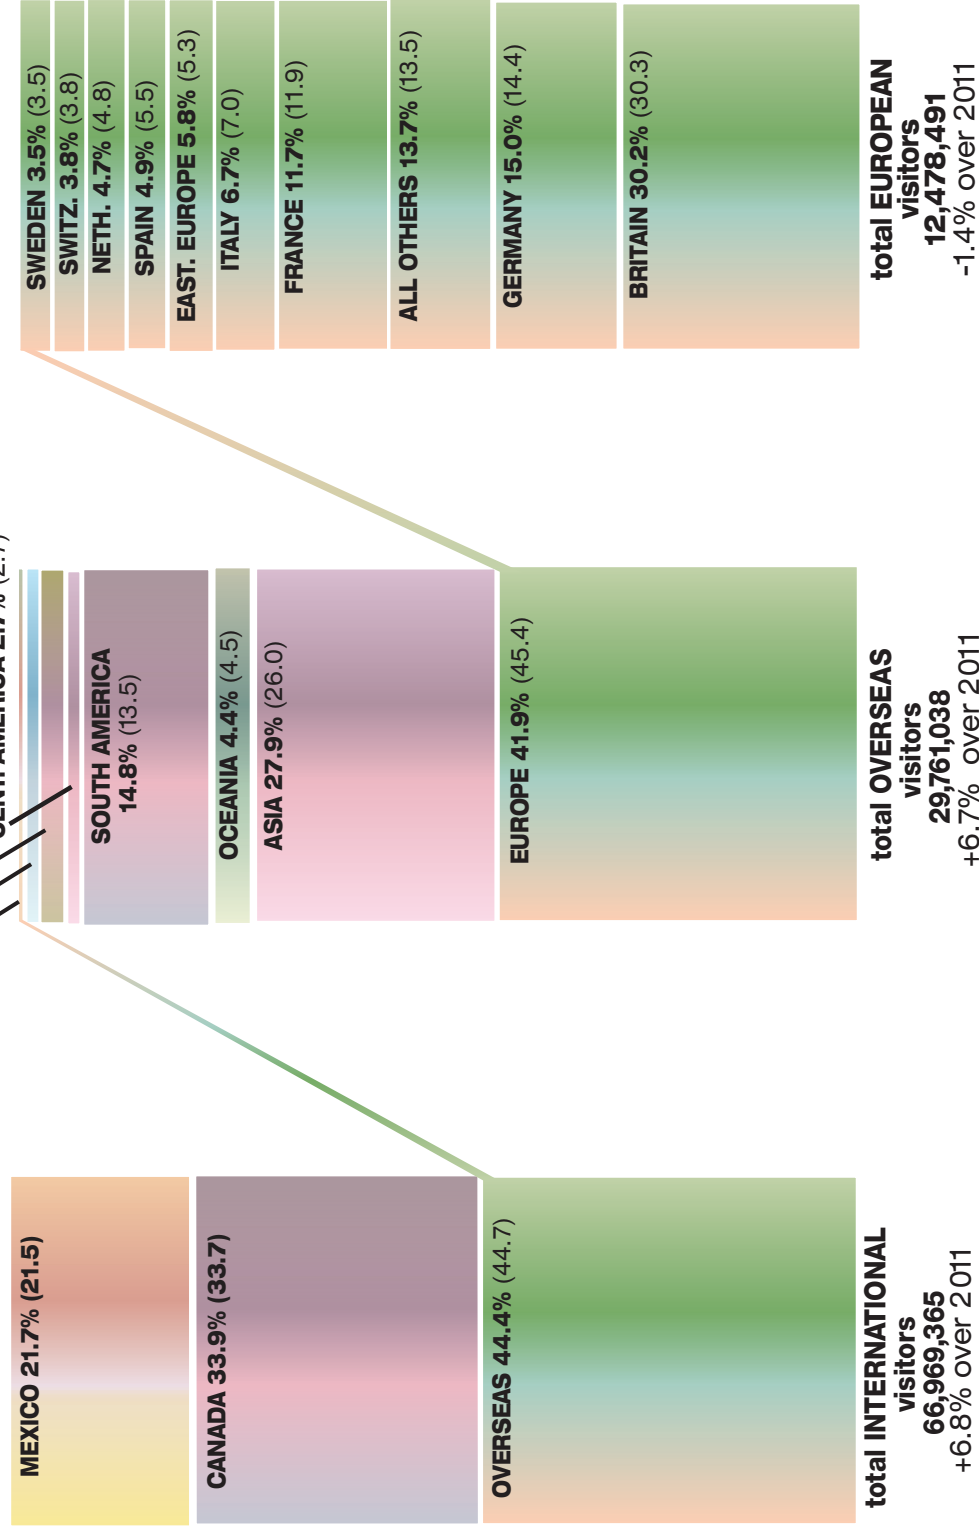 MEXICO 21.7% (21.5)
CANADA 33.9% (33.7)
OVERSEAS 44.4% (44.7)
total INTERNATIONAL
visitors
66,969,365
+6.8% over 2011
SOUTH AMERICA
14.8% (13.5)
OCEANIA 4.4% (4.5)
ASIA 27.9% (26.0)
EUROPE 41.9% (45.4)
total OVERSEAS
visitors
29,761,038
+6.7% over 2011
SWEDEN 3.5% (3.5)
SWITZ. 3.8% (3.8)
NETH. 4.7% (4.8)
SPAIN 4.9% (5.5)
EAST. EUROPE 5.8% (5.3)
ITALY 6.7% (7.0)
FRANCE 11.7% (11.9)
ALL OTHERS 13.7% (13.5)
GERMANY 15.0% (14.4)
BRITAIN 30.2% (30.3)
total EUROPEAN
visitors
12,478,491
-1.4% over 2011